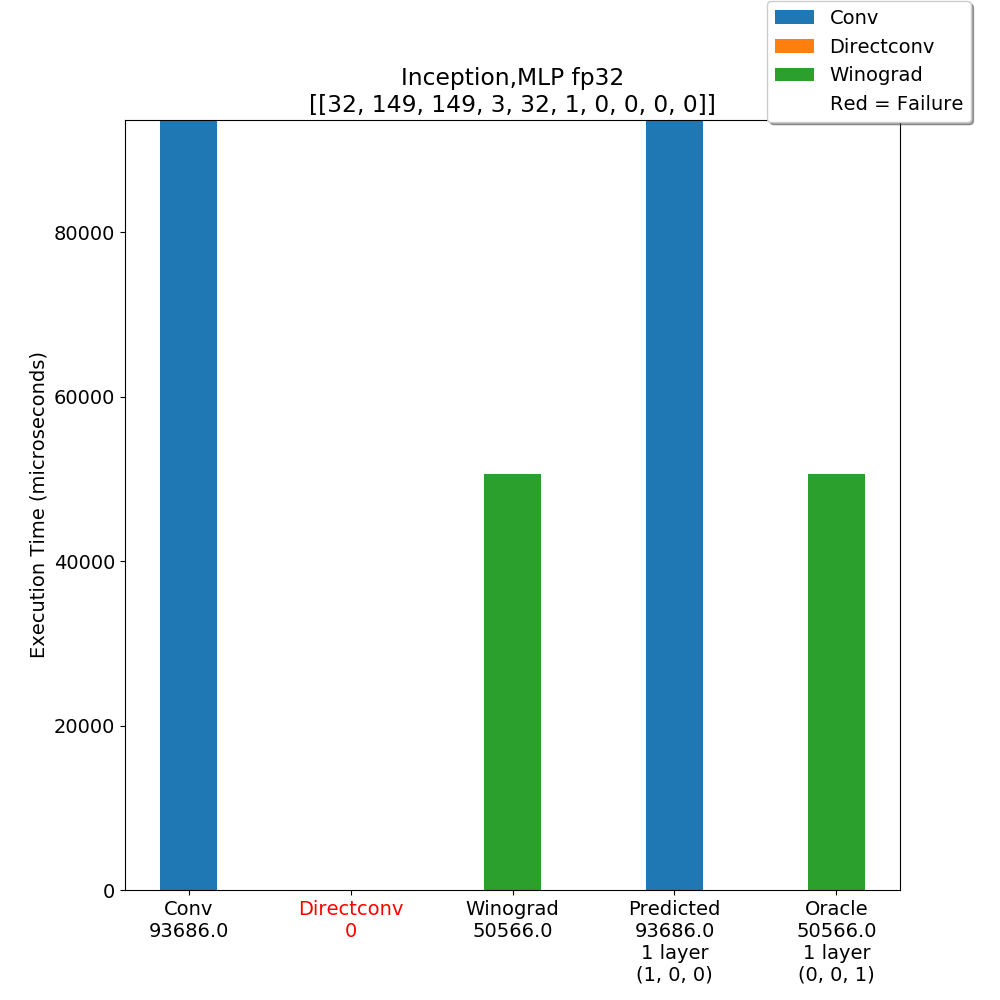 Conv
Directconv
Winograd
Red = Failure
Inception,MLP fp32
[[32, 149, 149, 3, 32, 1, 0, 0, 0, 0]]
Execution Time (microseconds)
80000
60000
40000
20000
0
Conv
93686.0
Directconv
0
Winograd
50566.0
Predicted
93686.0
1 layer
(1, 0, 0)
Oracle
50566.0
1 layer
(0, 0, 1)